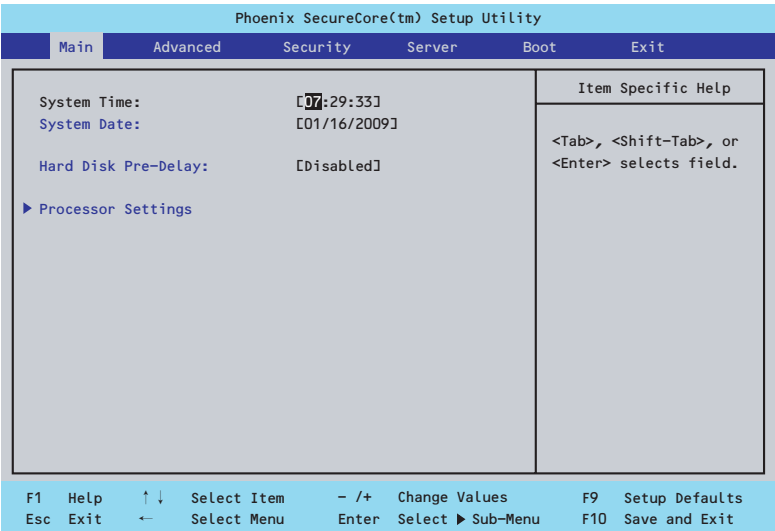 Phoenix SecureCore(tm) Setup Utility
Main Advanced Security Server Boot Exit
Item Specific Help
System Time: [07:29:33]
System Date: [01/16/2009]
<Tab>, <Shift-Tab>, or
<Enter> selects field.
Hard Disk Pre-Delay: [Disabled]
▶ Processor Settings
F1 Help ↑↓ Select Item - /+ Change Values F9 Setup Defaults
Esc Exit ← Select Menu Enter Select ▶ Sub-Menu F10 Save and Exit